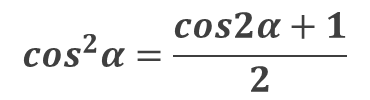 cos²α = (cos2α + 1) / 2